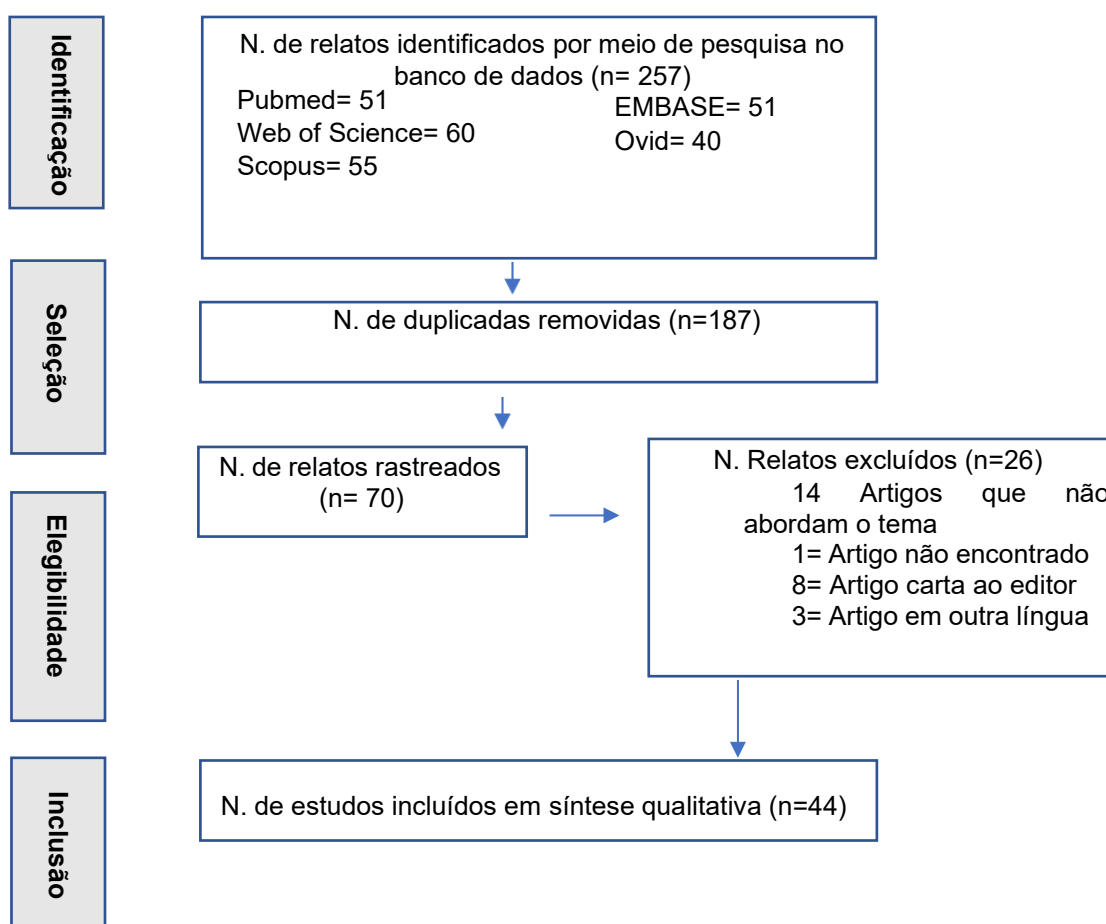 Identificação
N. de relatos identificados por meio de pesquisa no
banco de dados (n= 257)
Pubmed= 51
Web of Science= 60
Scopus= 55
EMBASE= 51
Ovid= 40
Seleção
N. de duplicadas removidas (n=187)
N. de relatos rastreados
(n= 70)
N. Relatos excluídos (n=26)
14 Artigos que não
abordam o tema
1= Artigo não encontrado
8= Artigo carta ao editor
3= Artigo em outra língua
Elegibilidade
Inclusão
N. de estudos incluídos em síntese qualitativa (n=44)